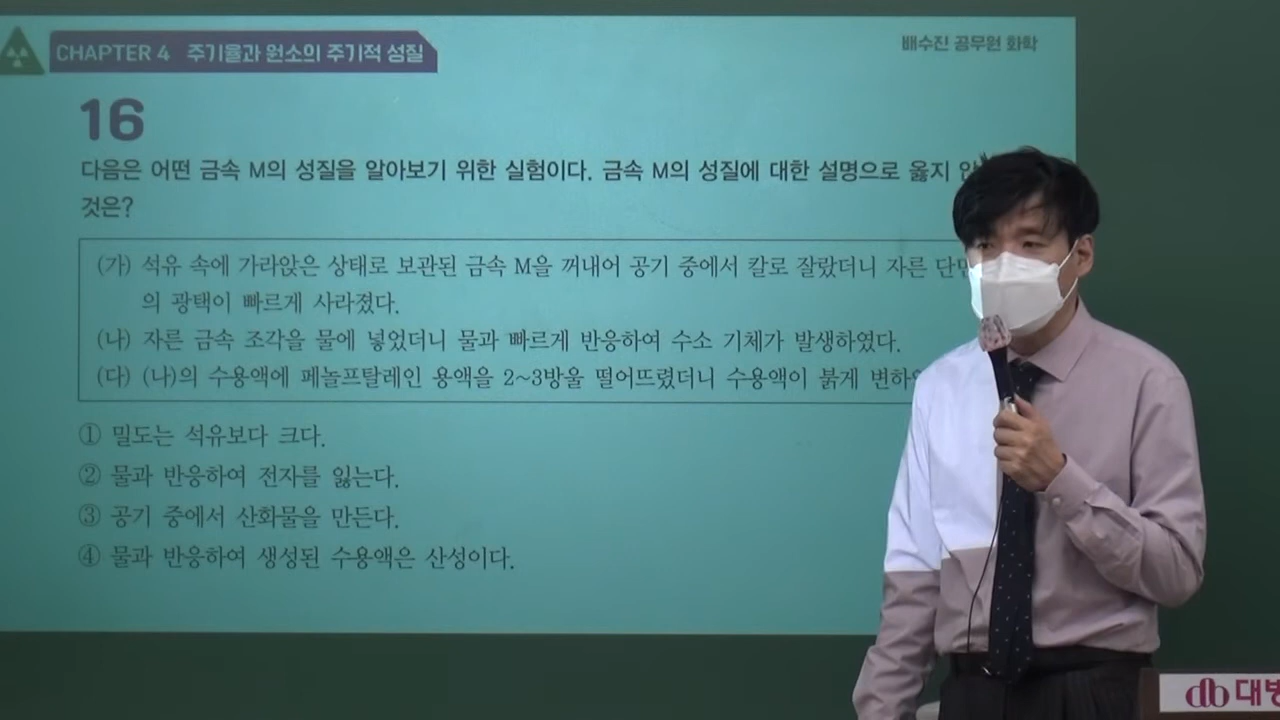 CHAPTER 4 주기율과 원소의 주기적 성질
배수진 공무원 화학
16
다음은 어떤 금속 M의 성질을 알아보기 위한 실험이다. 금속 M의 성질에 대한 설명으로 옳지
것은?
(가) 석유 속에 가라앉은 상태로 보관된 금속 M을 꺼내어 공기 중에서 칼로 잘랐더니 자른
의 광택이 빠르게 사라졌다.
(나) 자른 금속 조각을 물에 넣었더니 물과 빠르게 반응하여 수소 기체가 발생하였다.
(다) (나)의 수용액에 페놀프탈레인 용액을 2~3방울 떨어뜨렸더니 수용액이 붉게
① 밀도는 석유보다 크다.
② 물과 반응하여 전자를 잃는다.
③ 공기 중에서 산화물을 만든다.
④ 물과 반응하여 생성된 수용액은 산성이다.